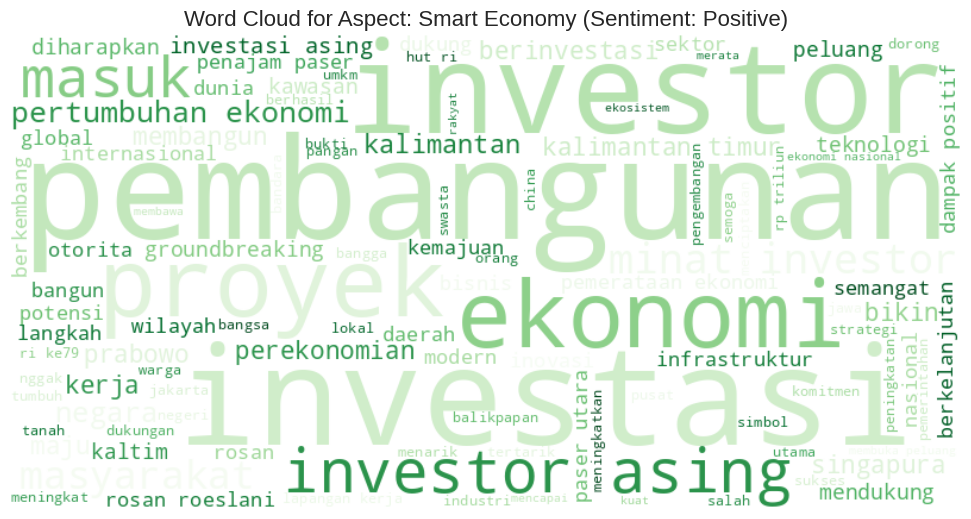 Word Cloud for Aspect: Smart Economy (Sentiment: Positive)
diharapkan
investasi asing
dukung
berinvestasi
sektor
peluang
dorong
masuk
penajam paser
hut ri
merata
investor
dunia
umkm
kawasan
berhasil
pertumbuhan ekonomi
rakyat
ekosistem
dampak positif
global
membangun
bukti
pangan
kalimantan
kalimantan timur
teknologi
internasional
ekonomi nasional
berkembang
pembangunan
membawa
bandara
swasta
china
pengembangan
semoga
rp triliun
otorita
groundbreaking
bangga
kemajuan
orang
minat investor
proyek
bisnis
pemerataan ekonomi
bangun
potensi
langkah
wilayah
bangsa
lokal
daerah
ekonomi
semangat
bikin
strategi
berkelanjutan
ri ke79
prabowo
perekonomian
modern
inovasi
infrastruktur
nasional
peningkatan
pemerintahan
warga
nggak
tumbuh
kerja
jakarta
investasi
paser utara
meningkatkan
pusat
komitmen
negara
negeri
balikpapan
simbol
tanah
dukungan
maju
kaltim
rosan
menarik
tertarik
utama
masyarakat
investor asing
singapura
sukses
meningkat
rosan roeslani
lapangan kerja
industri
mencapai
kuat
salah
mendukung